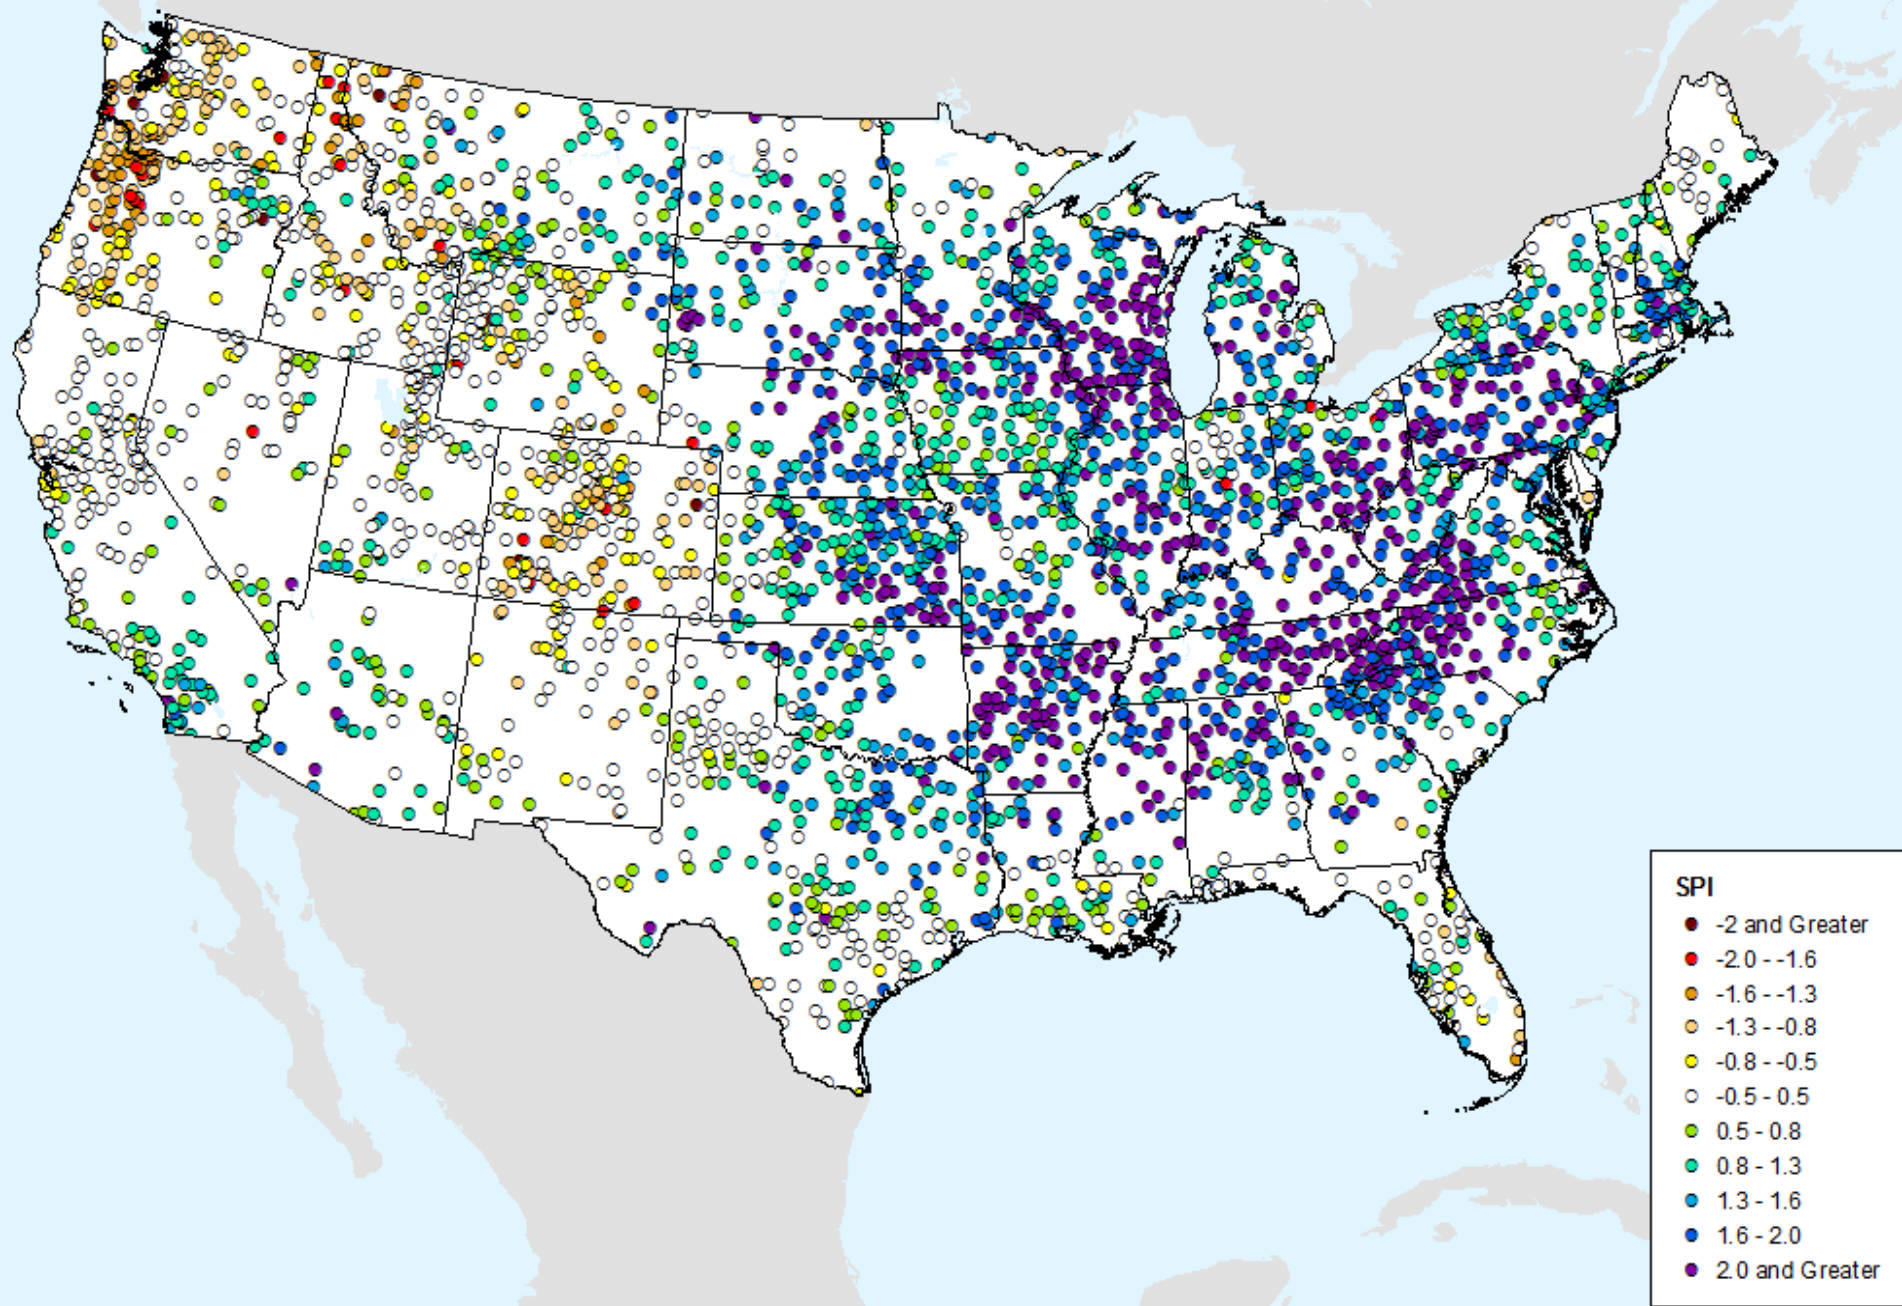 SPI
-2 and Greater
-2.0 - -1.6
-1.6 - -1.3
-1.3 - -0.8
-0.8 - -0.5
-0.5 - 0.5
0.5 - 0.8
0.8 - 1.3
1.3 - 1.6
1.6 - 2.0
2.0 and Greater